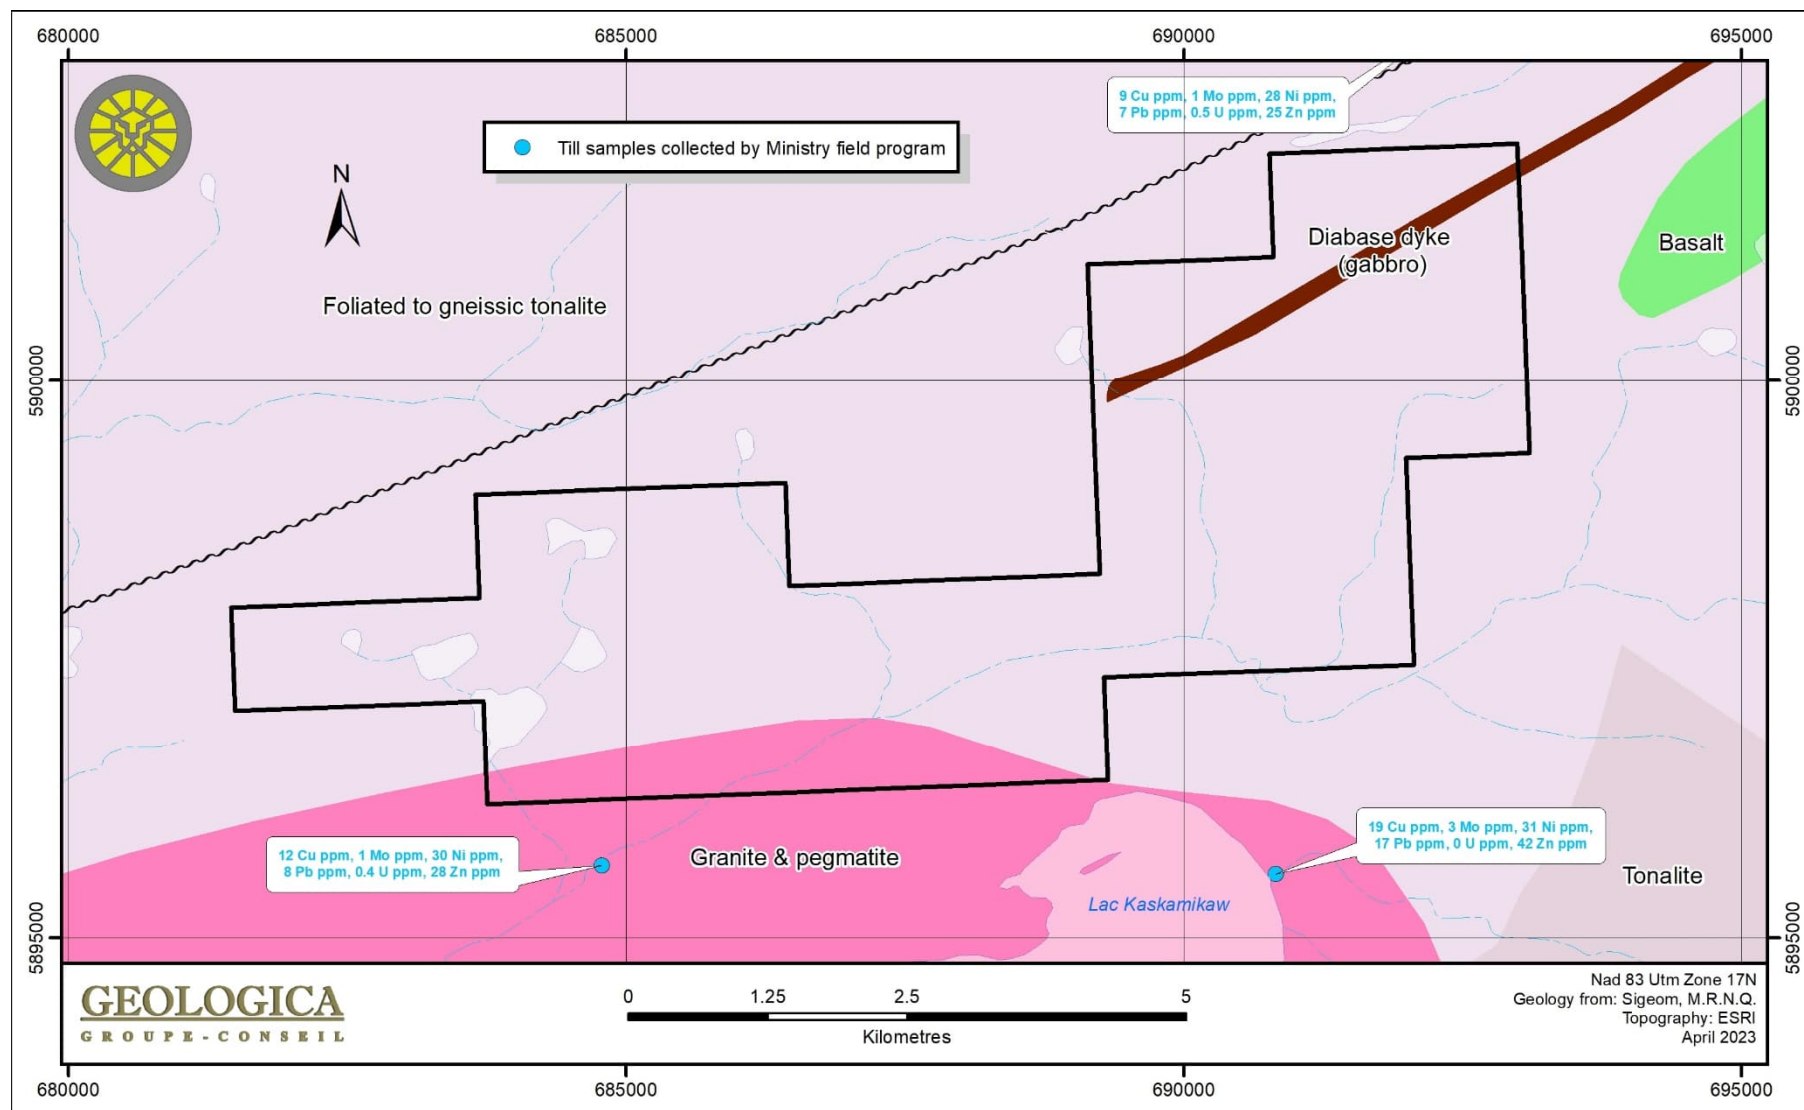 680000
685000
690000
695000
9 Cu ppm, 1 Mo ppm, 28 Ni ppm,
7 Pb ppm, 0.5 U ppm, 25 Zn ppm
Till samples collected by Ministry field program
N
Diabase dyke
(gabbro)
Basalt
Foliated to gneissic tonalite
5900000
5900000
19 Cu ppm, 3 Mo ppm, 31 Ni ppm,
17 Pb ppm, 0 U ppm, 42 Zn ppm
12 Cu ppm, 1 Mo ppm, 30 Ni ppm,
8 Pb ppm, 0.4 U ppm, 28 Zn ppm
Granite & pegmatite
Tonalite
Lac Kaskamikaw
5895000
5895000
GEOLOGICA
GROUPE-CONSEIL
0 1.25 2.5 5
Kilometres
Nad 83 Utm Zone 17N
Geology from: Sigeom, M.R.N.Q.
Topography: ESRI
April 2023
680000
685000
690000
695000